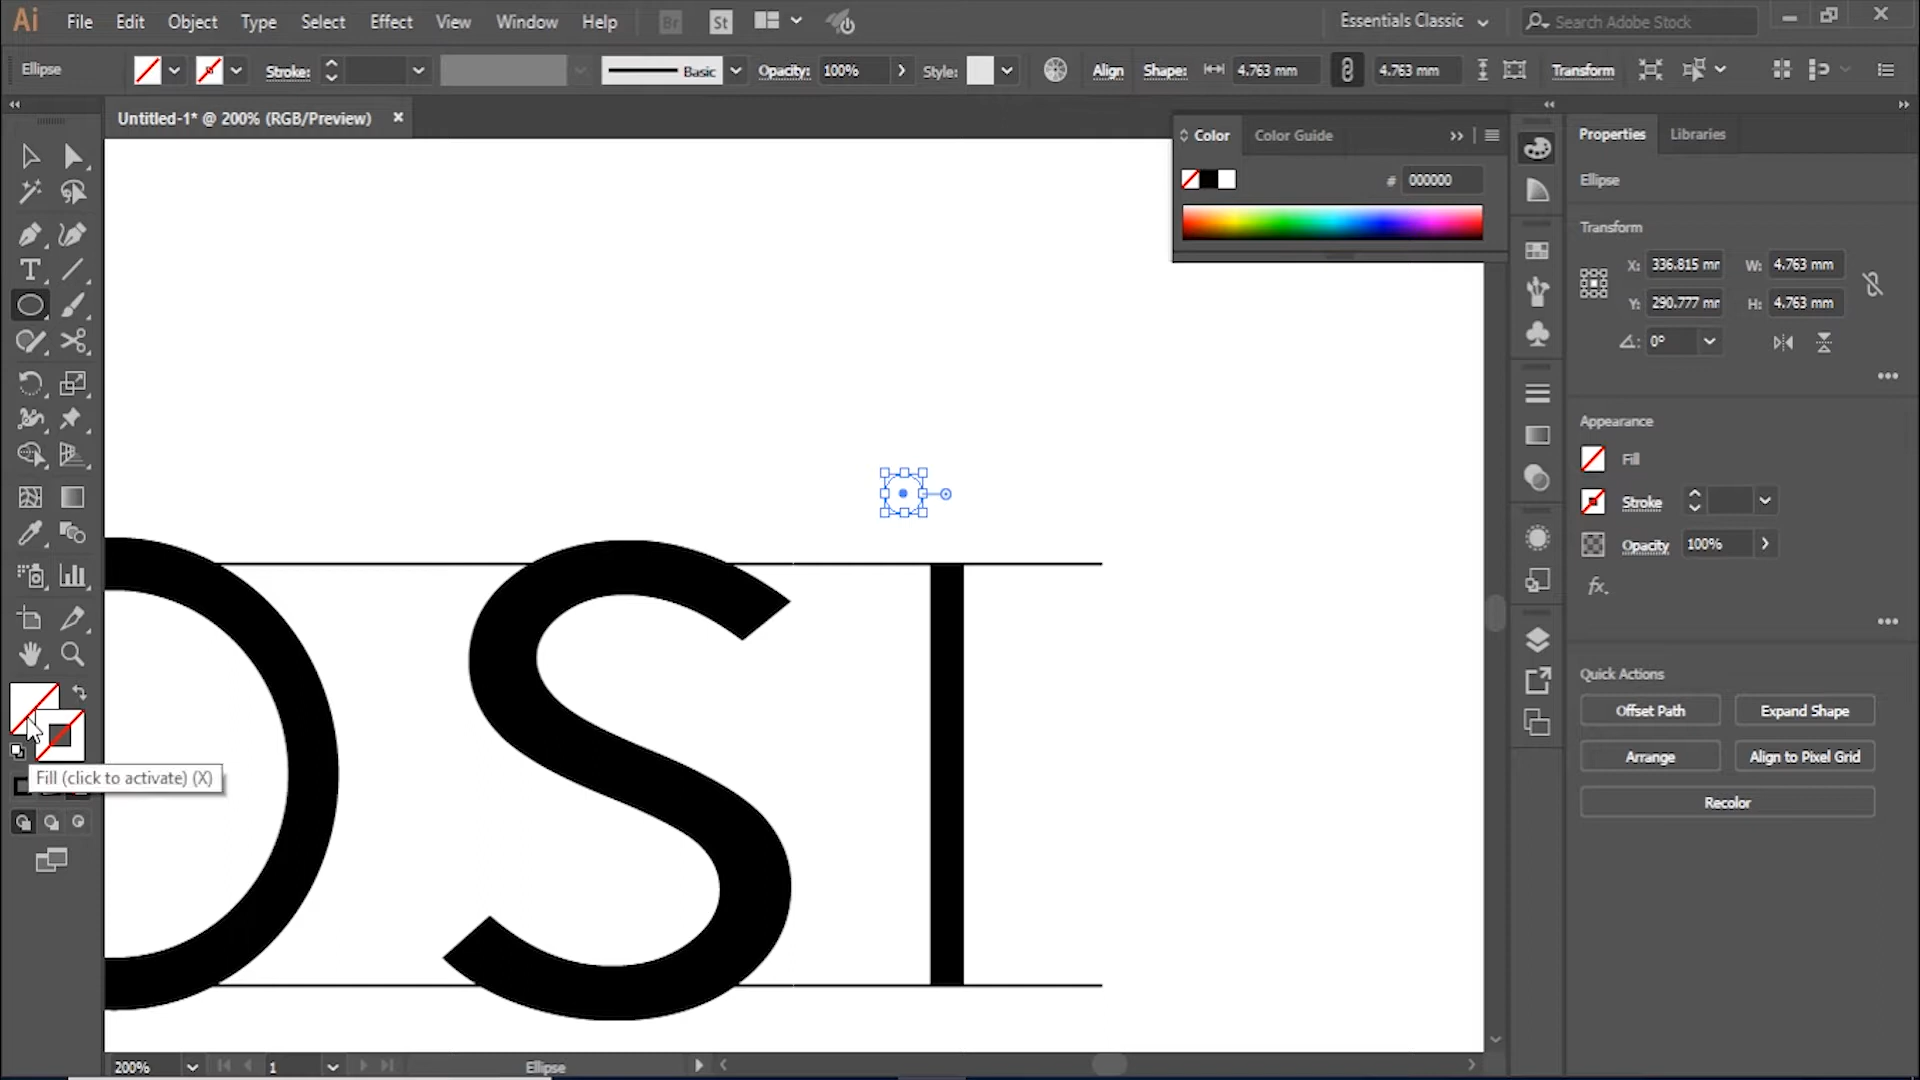 Ai File Edit Object Type Select Effect View Window Help Br St Essentials Classic Search Adobe Stock
Ellipse Stroke: Basic Opacity: 100% Style: Align Shape: 4.763 mm 4.763 mm Transform
Untitled-1* @ 200% (RGB/Preview)
Color Color Guide
# 000000
Properties Libraries
Ellipse
Transform
X: 336.815 mm W: 4.763 mm
Y: 290.777 mm H: 4.763 mm
0°
Appearance
Fill
Stroke
Opacity 100%
fx.
Quick Actions
Offset Path Expand Shape
Arrange Align to Pixel Grid
Recolor
T
OSI
Fill (click to activate) (X)
200% 1 Ellipse